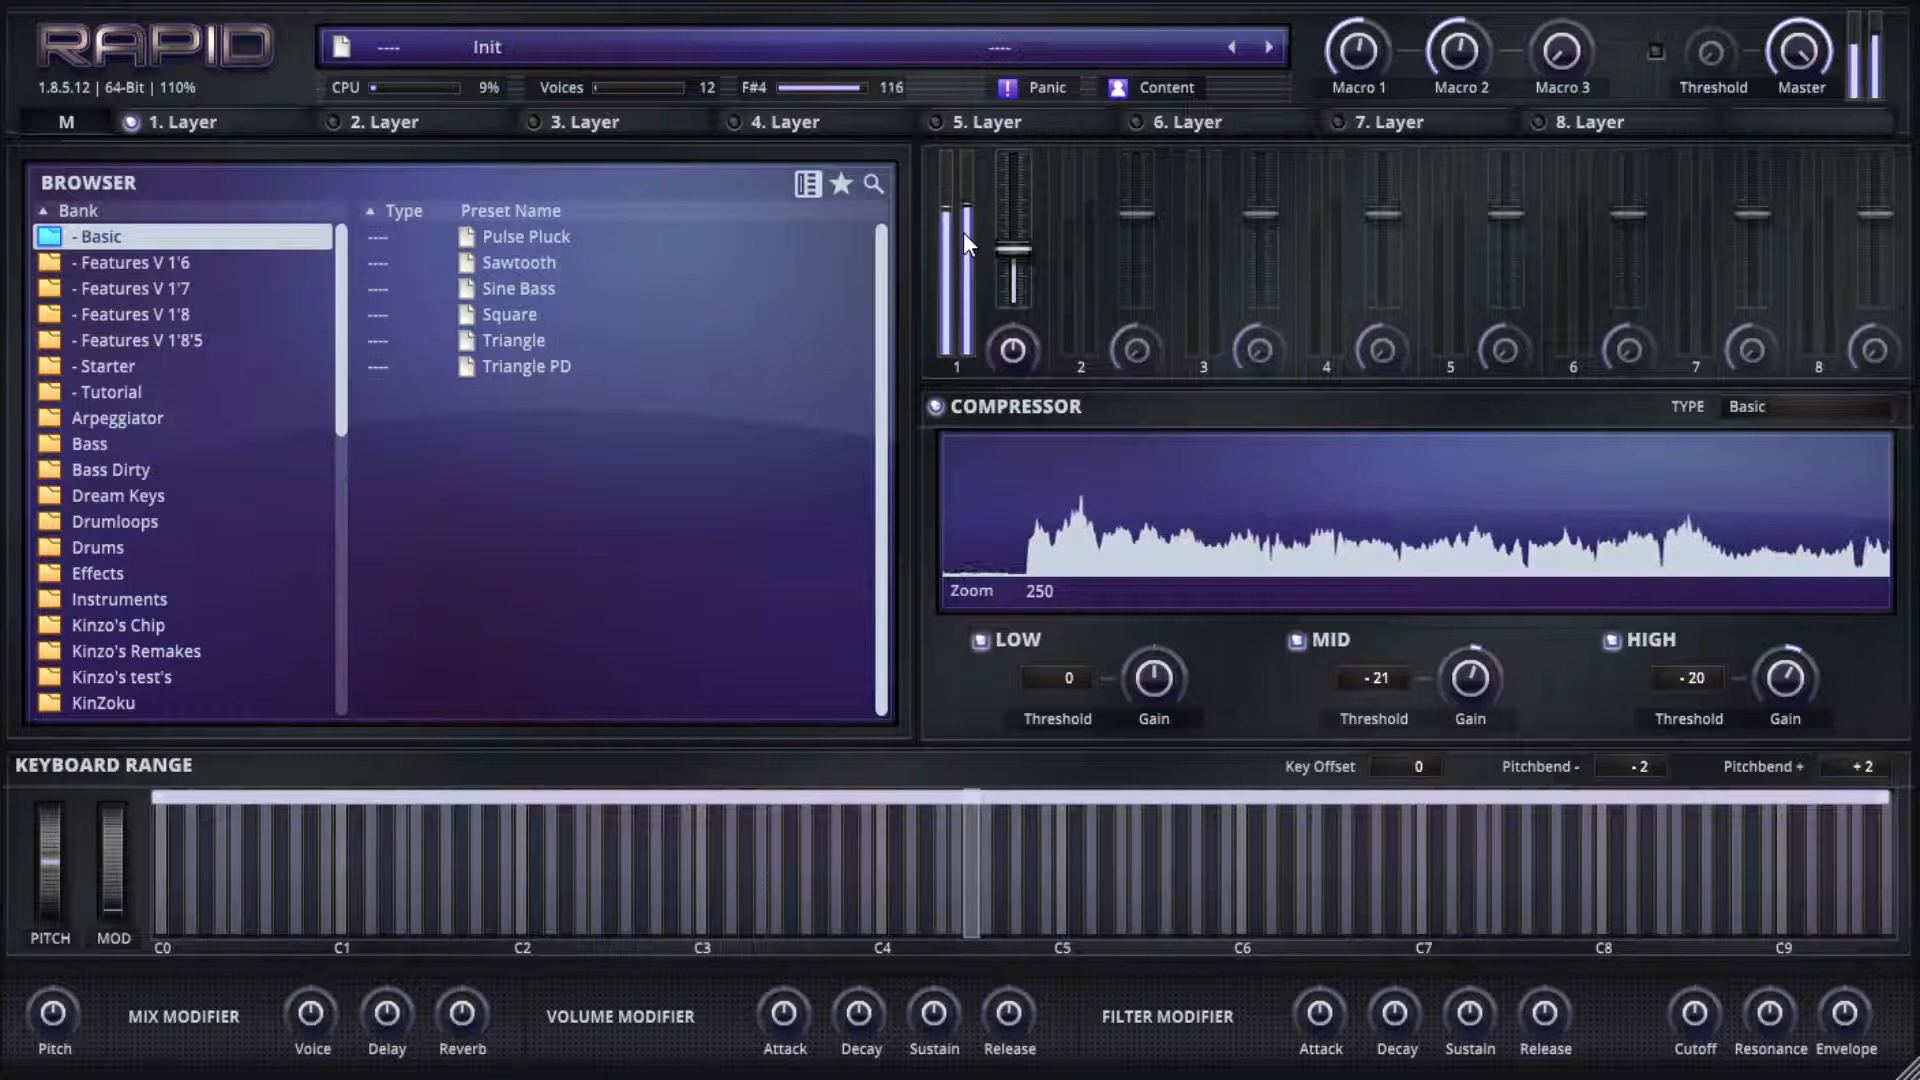 RAPID
---- Init ----
1.8.5.12 | 64-Bit | 110%
CPU 9% Voices 12 F#4 116 ! Panic Content
Macro 1 Macro 2 Macro 3 Threshold Master
M 1. Layer 2. Layer 3. Layer 4. Layer 5. Layer 6. Layer 7. Layer 8. Layer
BROWSER
Bank Type Preset Name
- Basic ---- Pulse Pluck
- Features V 1'6 ---- Sawtooth
- Features V 1'7 ---- Sine Bass
- Features V 1'8 ---- Square
- Features V 1'8'5 ---- Triangle
- Starter ---- Triangle PD
- Tutorial
Arpeggiator
Bass
Bass Dirty
Dream Keys
Drumloops
Drums
Effects
Instruments
Kinzo's Chip
Kinzo's Remakes
Kinzo's test's
KinZoku
1 2 3 4 5 6 7 8
COMPRESSOR TYPE Basic
Zoom 250
LOW MID HIGH
0 - 21 - 20
Threshold Gain Threshold Gain Threshold Gain
KEYBOARD RANGE Key Offset 0 Pitchbend - - 2 Pitchbend + + 2
PITCH MOD
C0 C1 C2 C3 C4 C5 C6 C7 C8 C9
MIX MODIFIER VOLUME MODIFIER FILTER MODIFIER
Pitch Voice Delay Reverb Attack Decay Sustain Release Attack Decay Sustain Release Cutoff Resonance Envelope